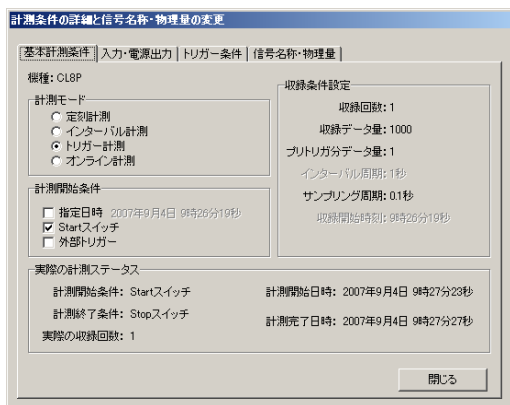 計測条件の詳細と信号名称・物理量の変更
基本計測条件 入力・電源出力 トリガー条件 信号名称・物理量
機種: CL8P
計測モード
定刻計測
インターバル計測
トリガー計測
オンライン計測
計測開始条件
指定日時 2007年9月4日 9時26分19秒
Startスイッチ
外部トリガー
収録条件設定
収録回数: 1
収録データ量: 1000
プリトリガ分データ量: 1
インターバル周期: 1秒
サンプリング周期: 0.1秒
収録開始時刻: 9時26分19秒
実際の計測ステータス
計測開始条件: Startスイッチ
計測終了条件: Stopスイッチ
実際の収録回数: 1
計測開始日時: 2007年9月4日 9時27分23秒
計測完了日時: 2007年9月4日 9時27分27秒
閉じる